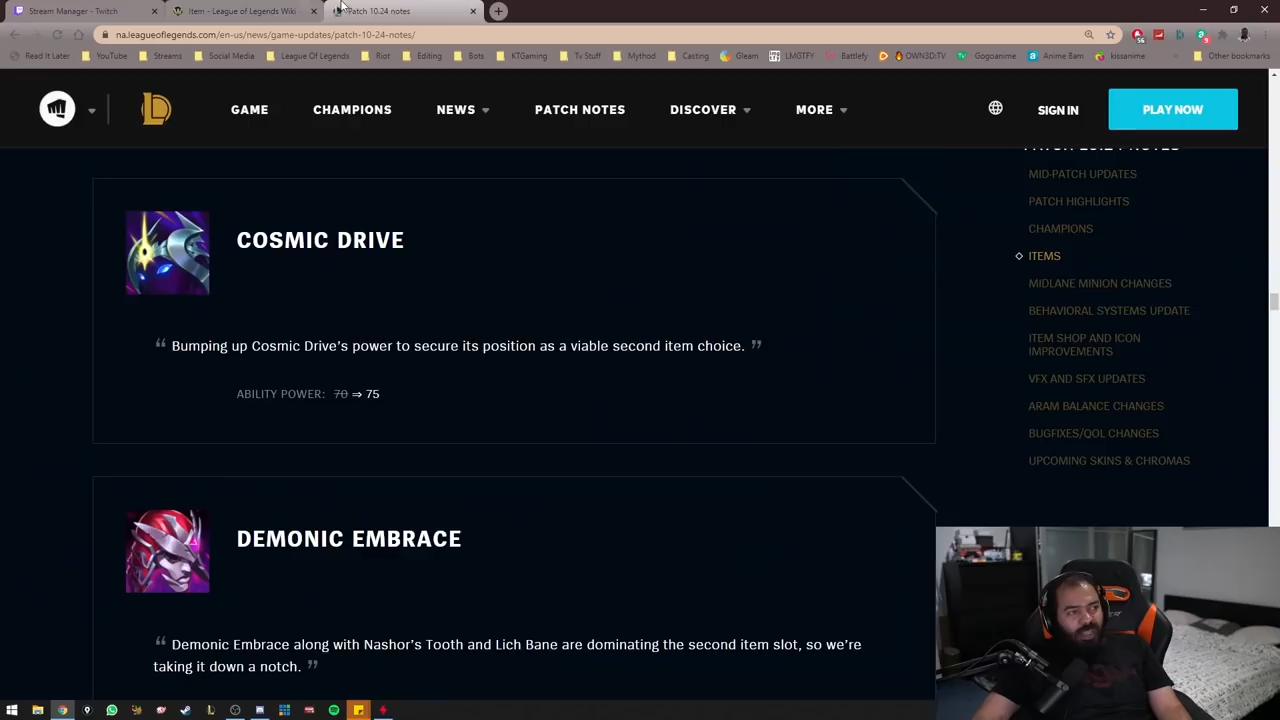 Stream Manager - Twitch
Item - League of Legends Wiki
Patch 10.24 notes
na.leagueoflegends.com/en-us/news/game-updates/patch-10-24-notes/
Read It Later
YouTube
Streams
Social Media
League Of Legends
Riot
Editing
Bots
KTGaming
Tv Stuff
Mythod
Casting
Gleam
LMGTFY
Battlefy
OWN3D:TV
Gogoanime
Anime Bam
kissanime
Other bookmarks
GAME
CHAMPIONS
NEWS
PATCH NOTES
DISCOVER
MORE
SIGN IN
PLAY NOW
COSMIC DRIVE
“ Bumping up Cosmic Drive’s power to secure its position as a viable second item choice. ”
ABILITY POWER: 70 ⇒ 75
DEMONIC EMBRACE
“ Demonic Embrace along with Nashor’s Tooth and Lich Bane are dominating the second item slot, so we’re
taking it down a notch. ”
MID-PATCH UPDATES
PATCH HIGHLIGHTS
CHAMPIONS
ITEMS
MIDLANE MINION CHANGES
BEHAVIORAL SYSTEMS UPDATE
ITEM SHOP AND ICON
IMPROVEMENTS
VFX AND SFX UPDATES
ARAM BALANCE CHANGES
BUGFIXES/QOL CHANGES
UPCOMING SKINS & CHROMAS